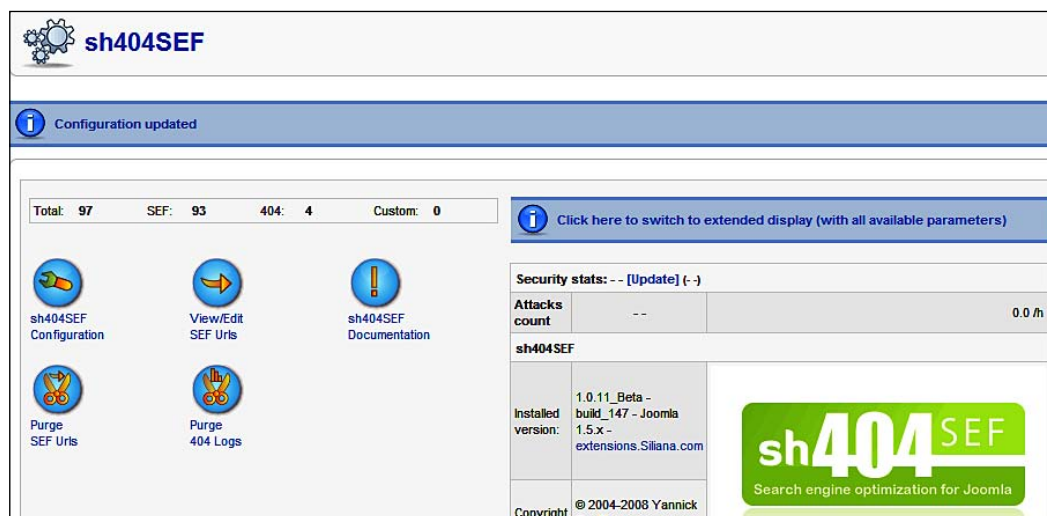 sh404SEF
Configuration updated
Total: 97 SEF: 93 404: 4 Custom: 0
Click here to switch to extended display (with all available parameters)
sh404SEF
Configuration
View/Edit
SEF Urls
sh404SEF
Documentation
Purge
SEF Urls
Purge
404 Logs
Security stats: - - [Update] (- -)
Attacks
count
- -
0.0 /h
sh404SEF
Installed
version:
1.0.11_Beta -
build_147 - Joomla
1.5.x -
extensions.Siliana.com
sh404SEF
Search engine optimization for Joomla
Copyright
© 2004-2008 Yannick